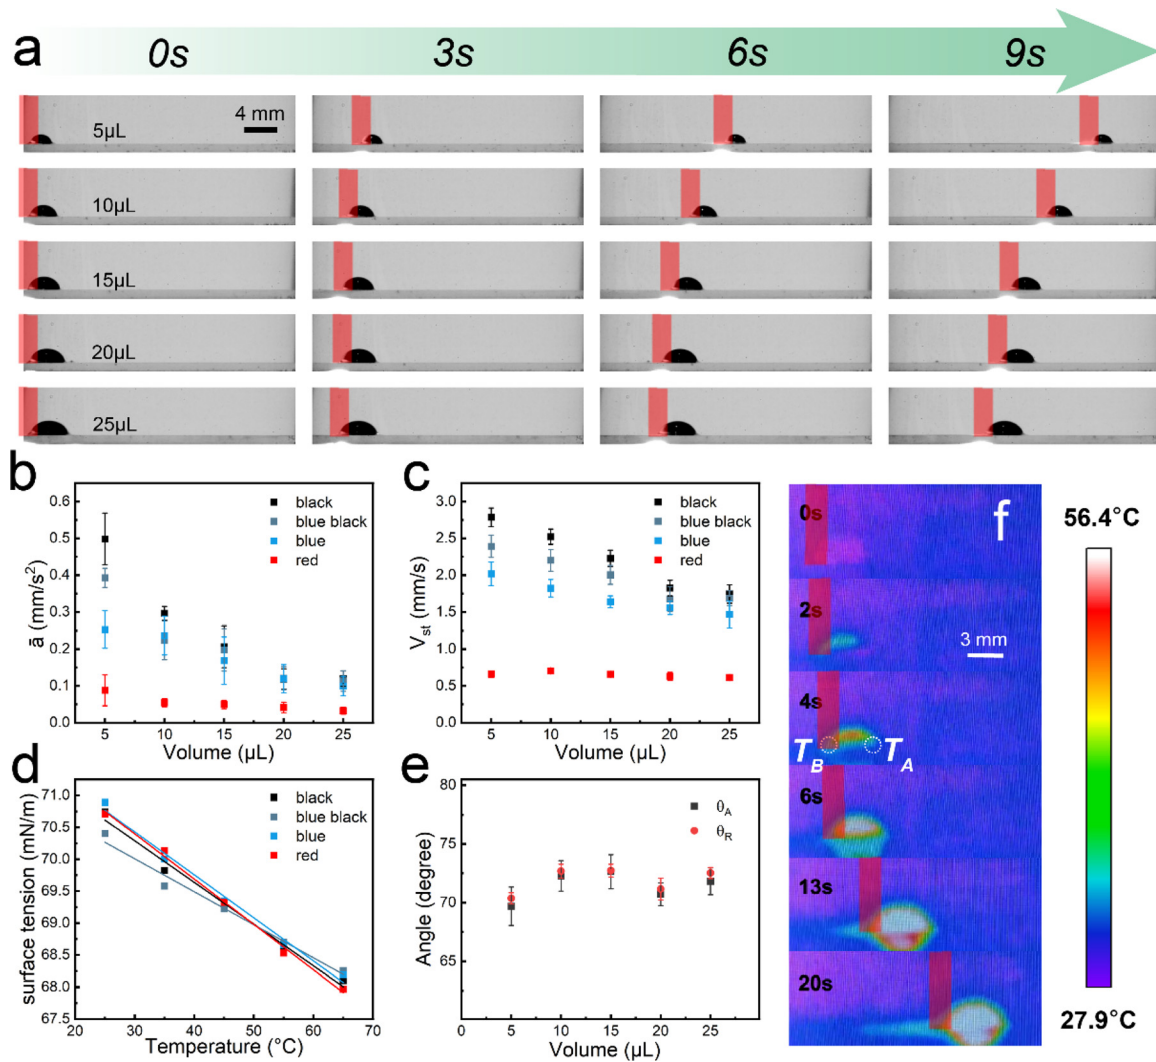 a
0s 3s 6s 9s
5μL
4 mm
10μL
15μL
20μL
25μL
b
0.6
0.5
0.4
0.3
0.2
0.1
0.0
ā (mm/s²)
black
blue black
blue
red
5 10 15 20 25
Volume (μL)
c
3.0
2.5
2.0
1.5
1.0
0.5
0.0
V_st (mm/s)
black
blue black
blue
red
5 10 15 20 25
Volume (μL)
d
71.0
70.5
70.0
69.5
69.0
68.5
68.0
67.5
surface tension (mN/m)
black
blue black
blue
red
20 30 40 50 60 70
Temperature (°C)
e
80
75
70
65
Angle (degree)
θ_A
θ_R
0 5 10 15 20 25
Volume (μL)
f
0s
2s
3 mm
4s
T_B T_A
6s
13s
20s
56.4°C
27.9°C